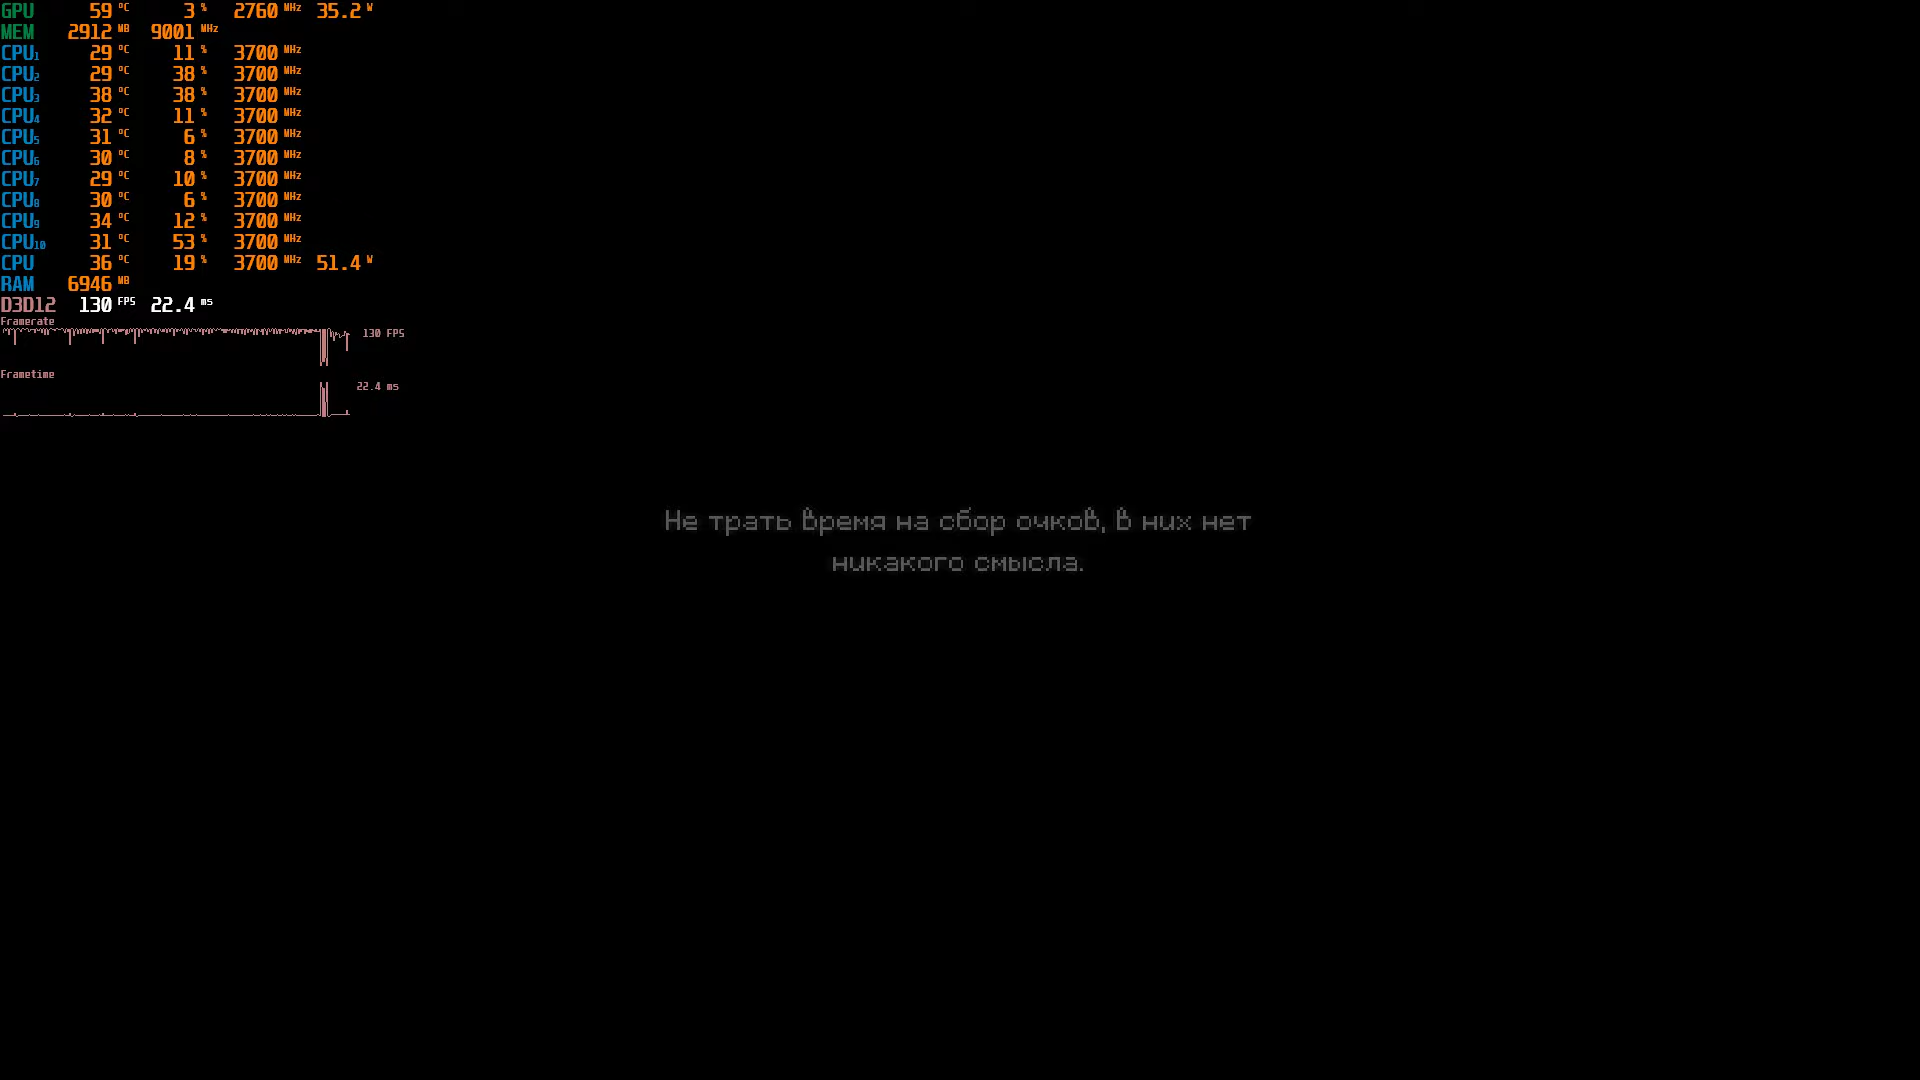 GPU 59 °C 3 % 2760 MHz 35.2 W
MEM 2912 MB 9001 MHz
CPU1 29 °C 11 % 3700 MHz
CPU2 29 °C 38 % 3700 MHz
CPU3 38 °C 38 % 3700 MHz
CPU4 32 °C 11 % 3700 MHz
CPU5 31 °C 6 % 3700 MHz
CPU6 30 °C 8 % 3700 MHz
CPU7 29 °C 10 % 3700 MHz
CPU8 30 °C 6 % 3700 MHz
CPU9 34 °C 12 % 3700 MHz
CPU10 31 °C 53 % 3700 MHz
CPU 36 °C 19 % 3700 MHz 51.4 W
RAM 6946 MB
D3D12 130 FPS 22.4 ms
Framerate
130 FPS
Frametime
22.4 ms
Не трать время на сбор очков, в них нет
никакого смысла.